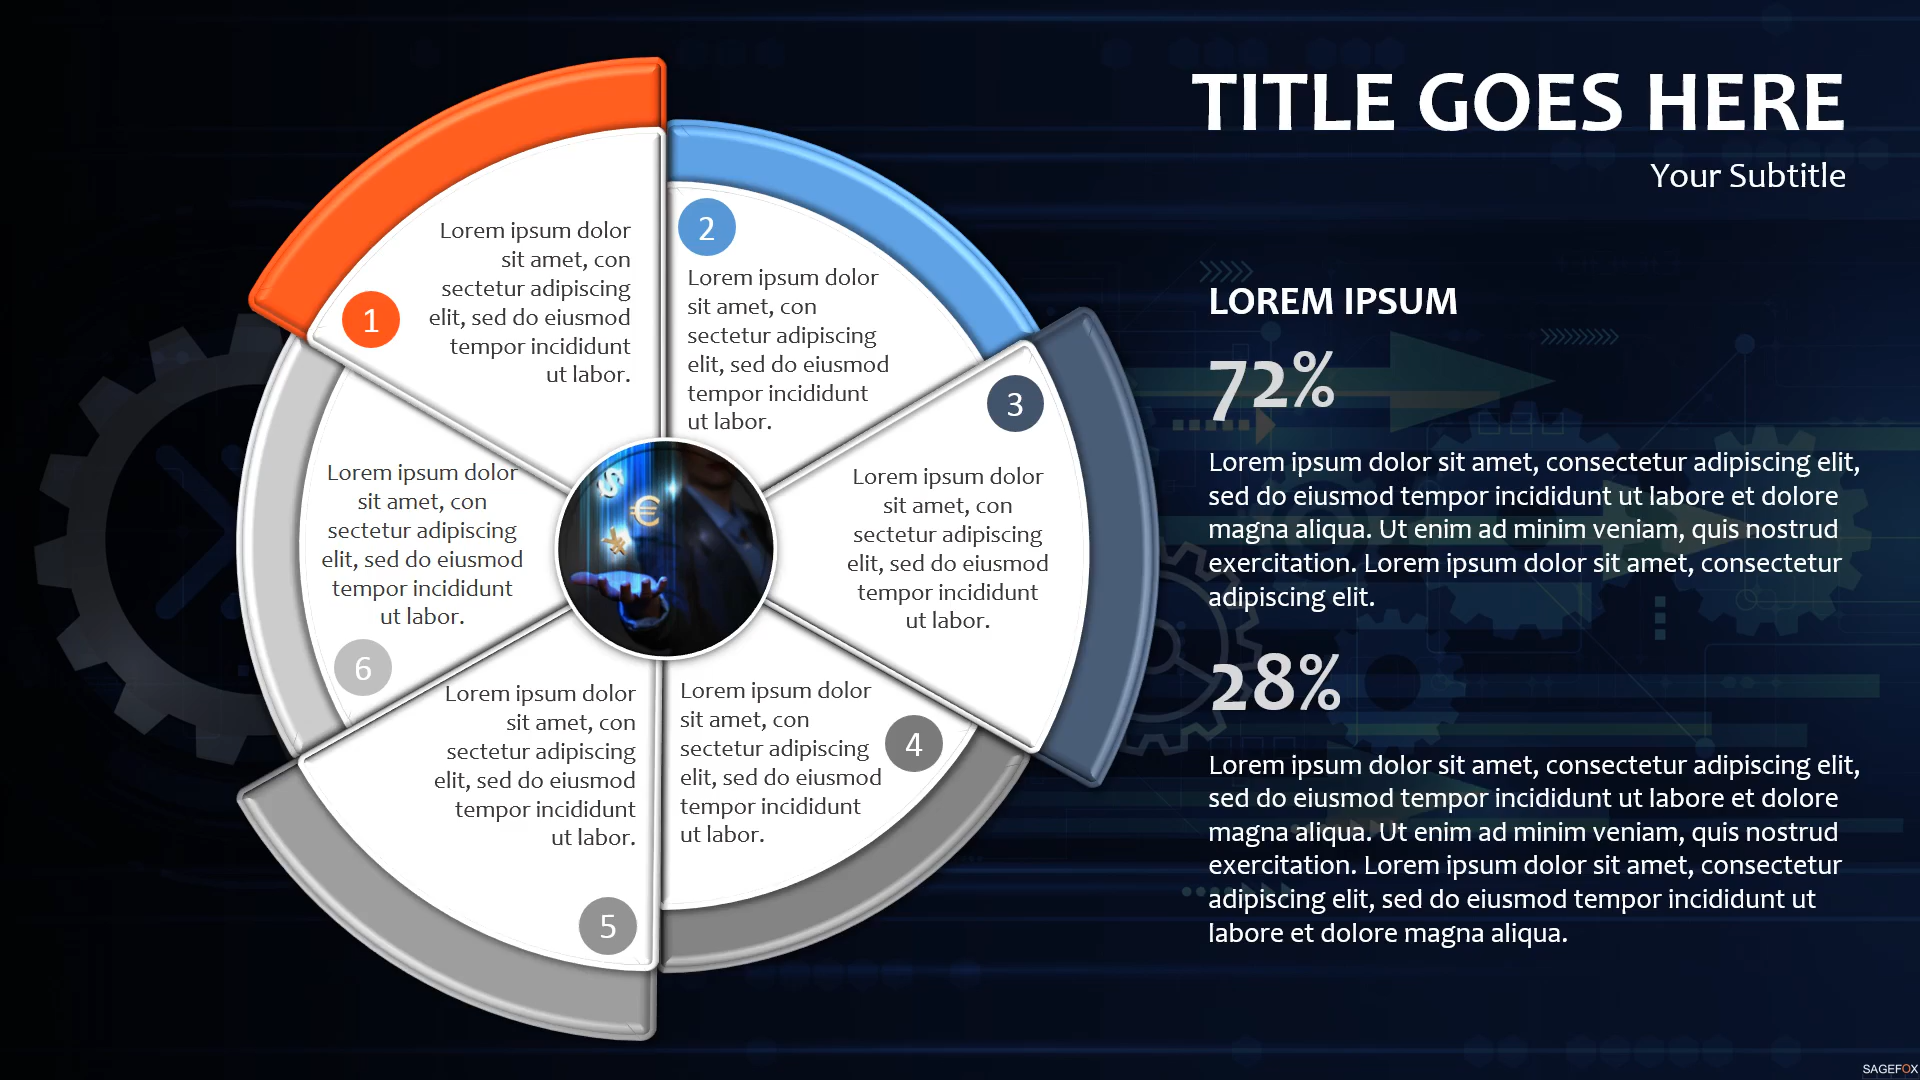 TITLE GOES HERE
Your Subtitle
1
Lorem ipsum dolor
sit amet, con
sectetur adipiscing
elit, sed do eiusmod
tempor incididunt
ut labor.
2
Lorem ipsum dolor
sit amet, con
sectetur adipiscing
elit, sed do eiusmod
tempor incididunt
ut labor.
3
Lorem ipsum dolor
sit amet, con
sectetur adipiscing
elit, sed do eiusmod
tempor incididunt
ut labor.
4
Lorem ipsum dolor
sit amet, con
sectetur adipiscing
elit, sed do eiusmod
tempor incididunt
ut labor.
5
Lorem ipsum dolor
sit amet, con
sectetur adipiscing
elit, sed do eiusmod
tempor incididunt
ut labor.
6
Lorem ipsum dolor
sit amet, con
sectetur adipiscing
elit, sed do eiusmod
tempor incididunt
ut labor.
$
€
¥
LOREM IPSUM
72%
Lorem ipsum dolor sit amet, consectetur adipiscing elit,
sed do eiusmod tempor incididunt ut labore et dolore
magna aliqua. Ut enim ad minim veniam, quis nostrud
exercitation. Lorem ipsum dolor sit amet, consectetur
adipiscing elit.
28%
Lorem ipsum dolor sit amet, consectetur adipiscing elit,
sed do eiusmod tempor incididunt ut labore et dolore
magna aliqua. Ut enim ad minim veniam, quis nostrud
exercitation. Lorem ipsum dolor sit amet, consectetur
adipiscing elit, sed do eiusmod tempor incididunt ut
labore et dolore magna aliqua.
SAGEFOX